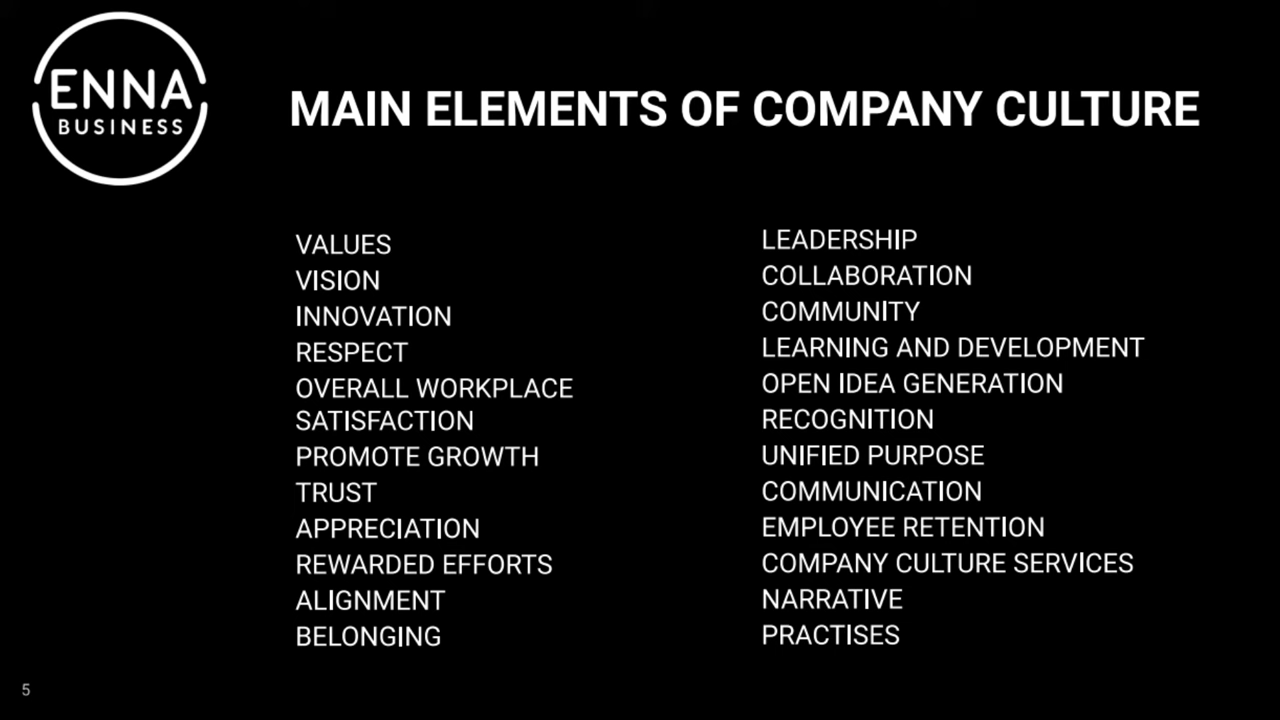 ENNA
BUSINESS
MAIN ELEMENTS OF COMPANY CULTURE
VALUES
VISION
INNOVATION
RESPECT
OVERALL WORKPLACE
SATISFACTION
PROMOTE GROWTH
TRUST
APPRECIATION
REWARDED EFFORTS
ALIGNMENT
BELONGING
LEADERSHIP
COLLABORATION
COMMUNITY
LEARNING AND DEVELOPMENT
OPEN IDEA GENERATION
RECOGNITION
UNIFIED PURPOSE
COMMUNICATION
EMPLOYEE RETENTION
COMPANY CULTURE SERVICES
NARRATIVE
PRACTISES
5